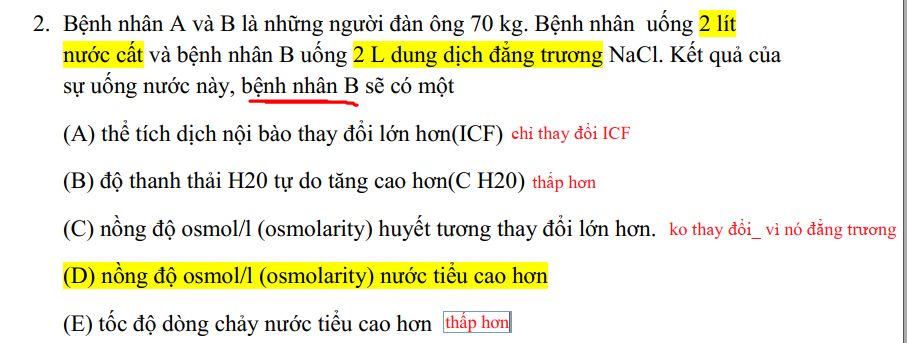 2. Bệnh nhân A và B là những người đàn ông 70 kg. Bệnh nhân uống 2 lít
nước cất và bệnh nhân B uống 2 L dung dịch đẳng trương NaCl. Kết quả của
sự uống nước này, bệnh nhân B sẽ có một
(A) thể tích dịch nội bào thay đổi lớn hơn(ICF) chi thay đổi ICF
(B) độ thanh thải H20 tự do tăng cao hơn(C H20) thấp hơn
(C) nồng độ osmol/l (osmolarity) huyết tương thay đổi lớn hơn. ko thay đổi_ vì nó đẳng trương
(D) nồng độ osmol/l (osmolarity) nước tiểu cao hơn
(E) tốc độ dòng chảy nước tiểu cao hơn thấp hơn